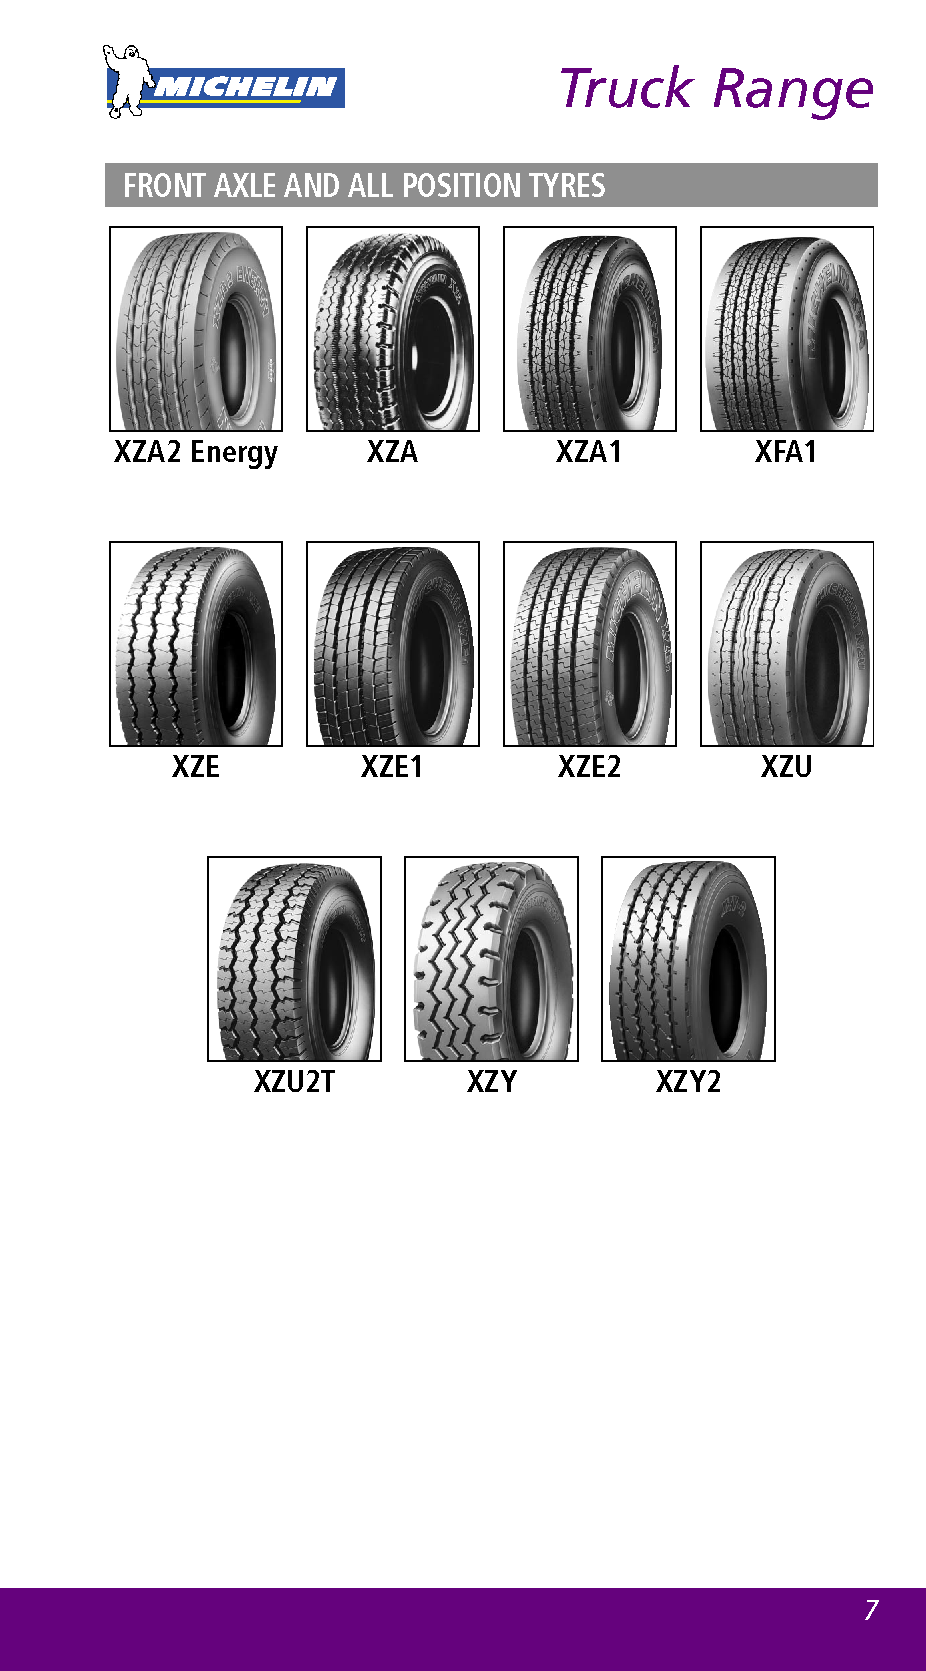 MICHELIN
Truck Range
FRONT AXLE AND ALL POSITION TYRES
XZA2 Energy XZA XZA1 XFA1
XZE XZE1 XZE2 XZU
XZU2T XZY XZY2
7